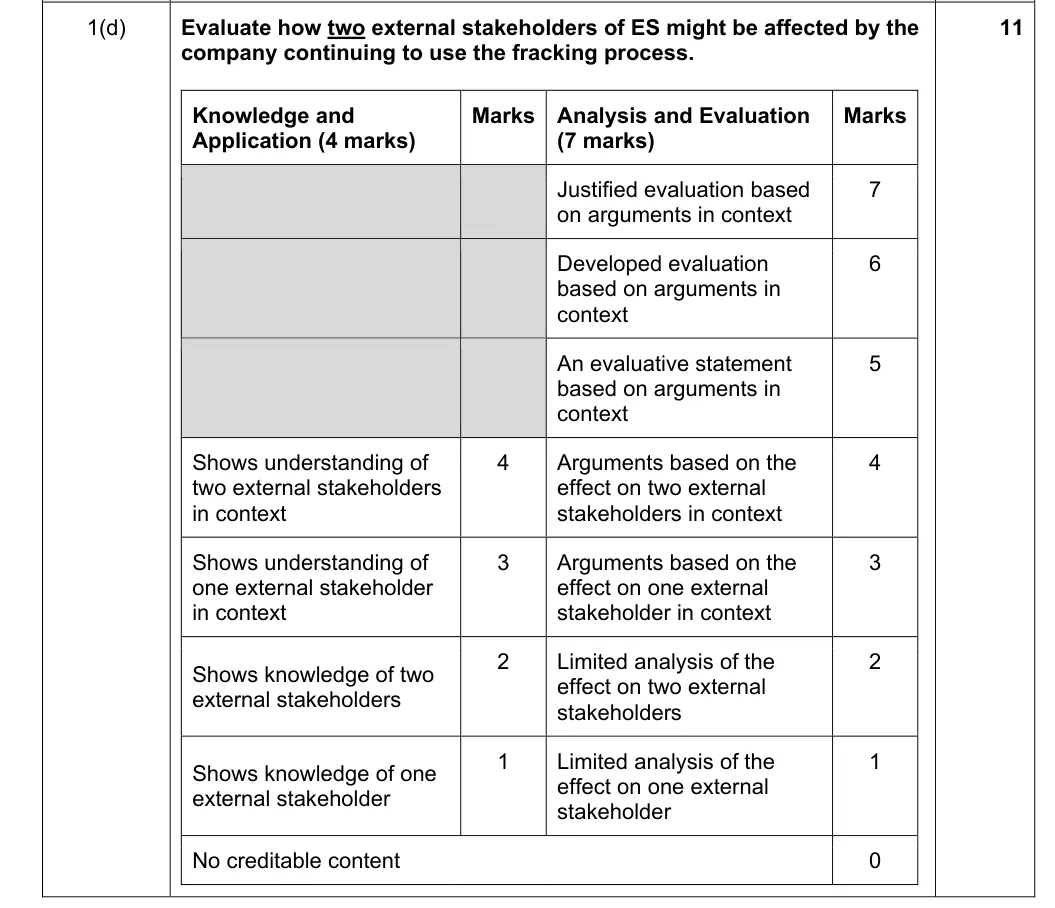 1(d)
Evaluate how two external stakeholders of ES might be affected by the
company continuing to use the fracking process.
11
Knowledge and
Application (4 marks)
Marks
Analysis and Evaluation
(7 marks)
Marks
Justified evaluation based
on arguments in context
7
Developed evaluation
based on arguments in
context
6
An evaluative statement
based on arguments in
context
5
Shows understanding of
two external stakeholders
in context
4
Arguments based on the
effect on two external
stakeholders in context
4
Shows understanding of
one external stakeholder
in context
3
Arguments based on the
effect on one external
stakeholder in context
3
Shows knowledge of two
external stakeholders
2
Limited analysis of the
effect on two external
stakeholders
2
Shows knowledge of one
external stakeholder
1
Limited analysis of the
effect on one external
stakeholder
1
No creditable content
0